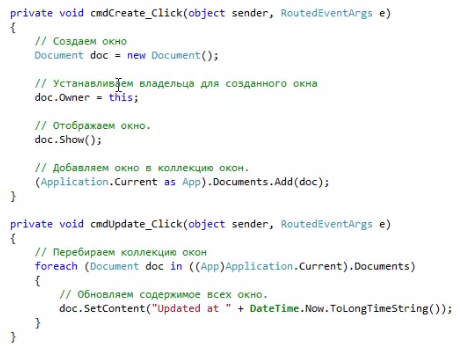 private void cmdCreate_Click(object sender, RoutedEventArgs e)
{
    // Создаем окно
    Document doc = new Document();

    // Устанавливаем владельца для созданного окна
    doc.Owner = this;

    // Отображаем окно.
    doc.Show();

    // Добавляем окно в коллекцию окон.
    (Application.Current as App).Documents.Add(doc);
}

private void cmdUpdate_Click(object sender, RoutedEventArgs e)
{
    // Перебираем коллекцию окон
    foreach (Document doc in ((App)Application.Current).Documents)
    {
        // Обновляем содержимое всех окно.
        doc.SetContent("Updated at " + DateTime.Now.ToLongTimeString());
    }
}